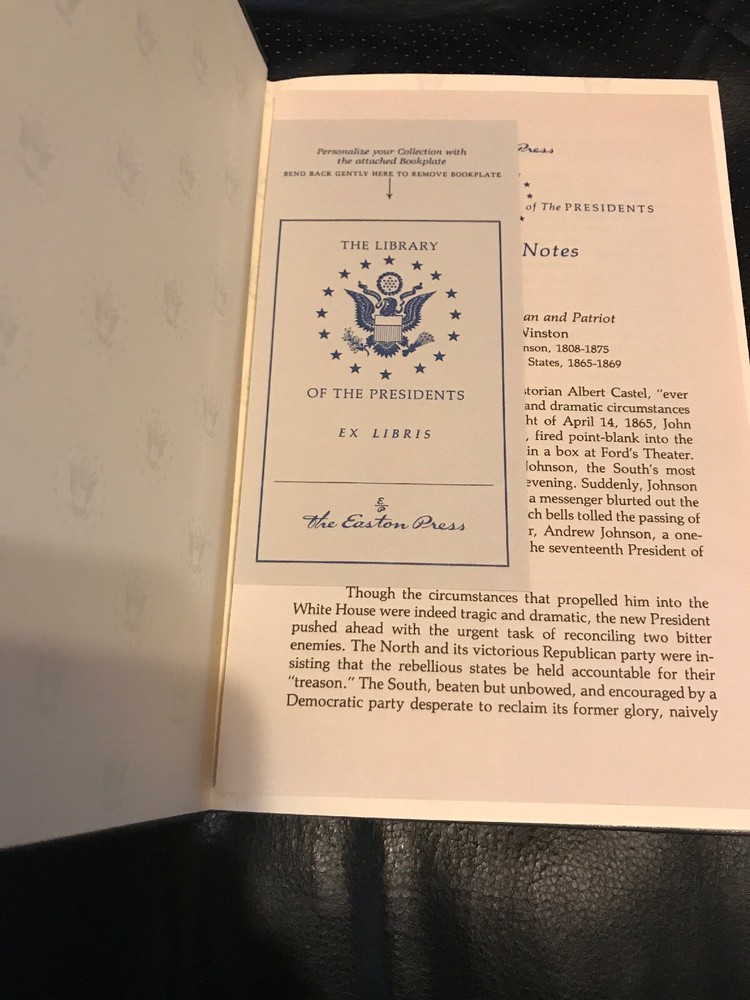 Personalize your Collection with
the attached Bookplate
BEND BACK GENTLY HERE TO REMOVE BOOKPLATE
THE LIBRARY
OF THE PRESIDENTS
EX LIBRIS
E/P
the Easton Press
Press
of The PRESIDENTS
Notes
an and Patriot
Winston
nson, 1808-1875
States, 1865-1869
storian Albert Castel, “ever
and dramatic circumstances
ht of April 14, 1865, John
, fired point-blank into the
in a box at Ford's Theater.
Johnson, the South's most
evening. Suddenly, Johnson
a messenger blurted out the
ch bells tolled the passing of
r, Andrew Johnson, a one-
he seventeenth President of
Though the circumstances that propelled him into the
White House were indeed tragic and dramatic, the new President
pushed ahead with the urgent task of reconciling two bitter
enemies. The North and its victorious Republican party were in-
sisting that the rebellious states be held accountable for their
“treason.” The South, beaten but unbowed, and encouraged by a
Democratic party desperate to reclaim its former glory, naively